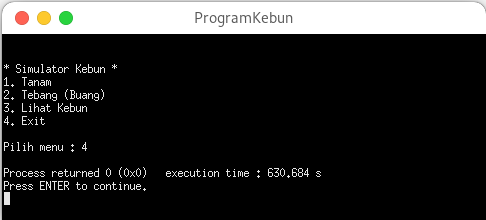 ProgramKebun
* Simulator Kebun *
1. Tanam
2. Tebang (Buang)
3. Lihat Kebun
4. Exit
Pilih menu : 4
Process returned 0 (0x0)   execution time : 630.684 s
Press ENTER to continue.